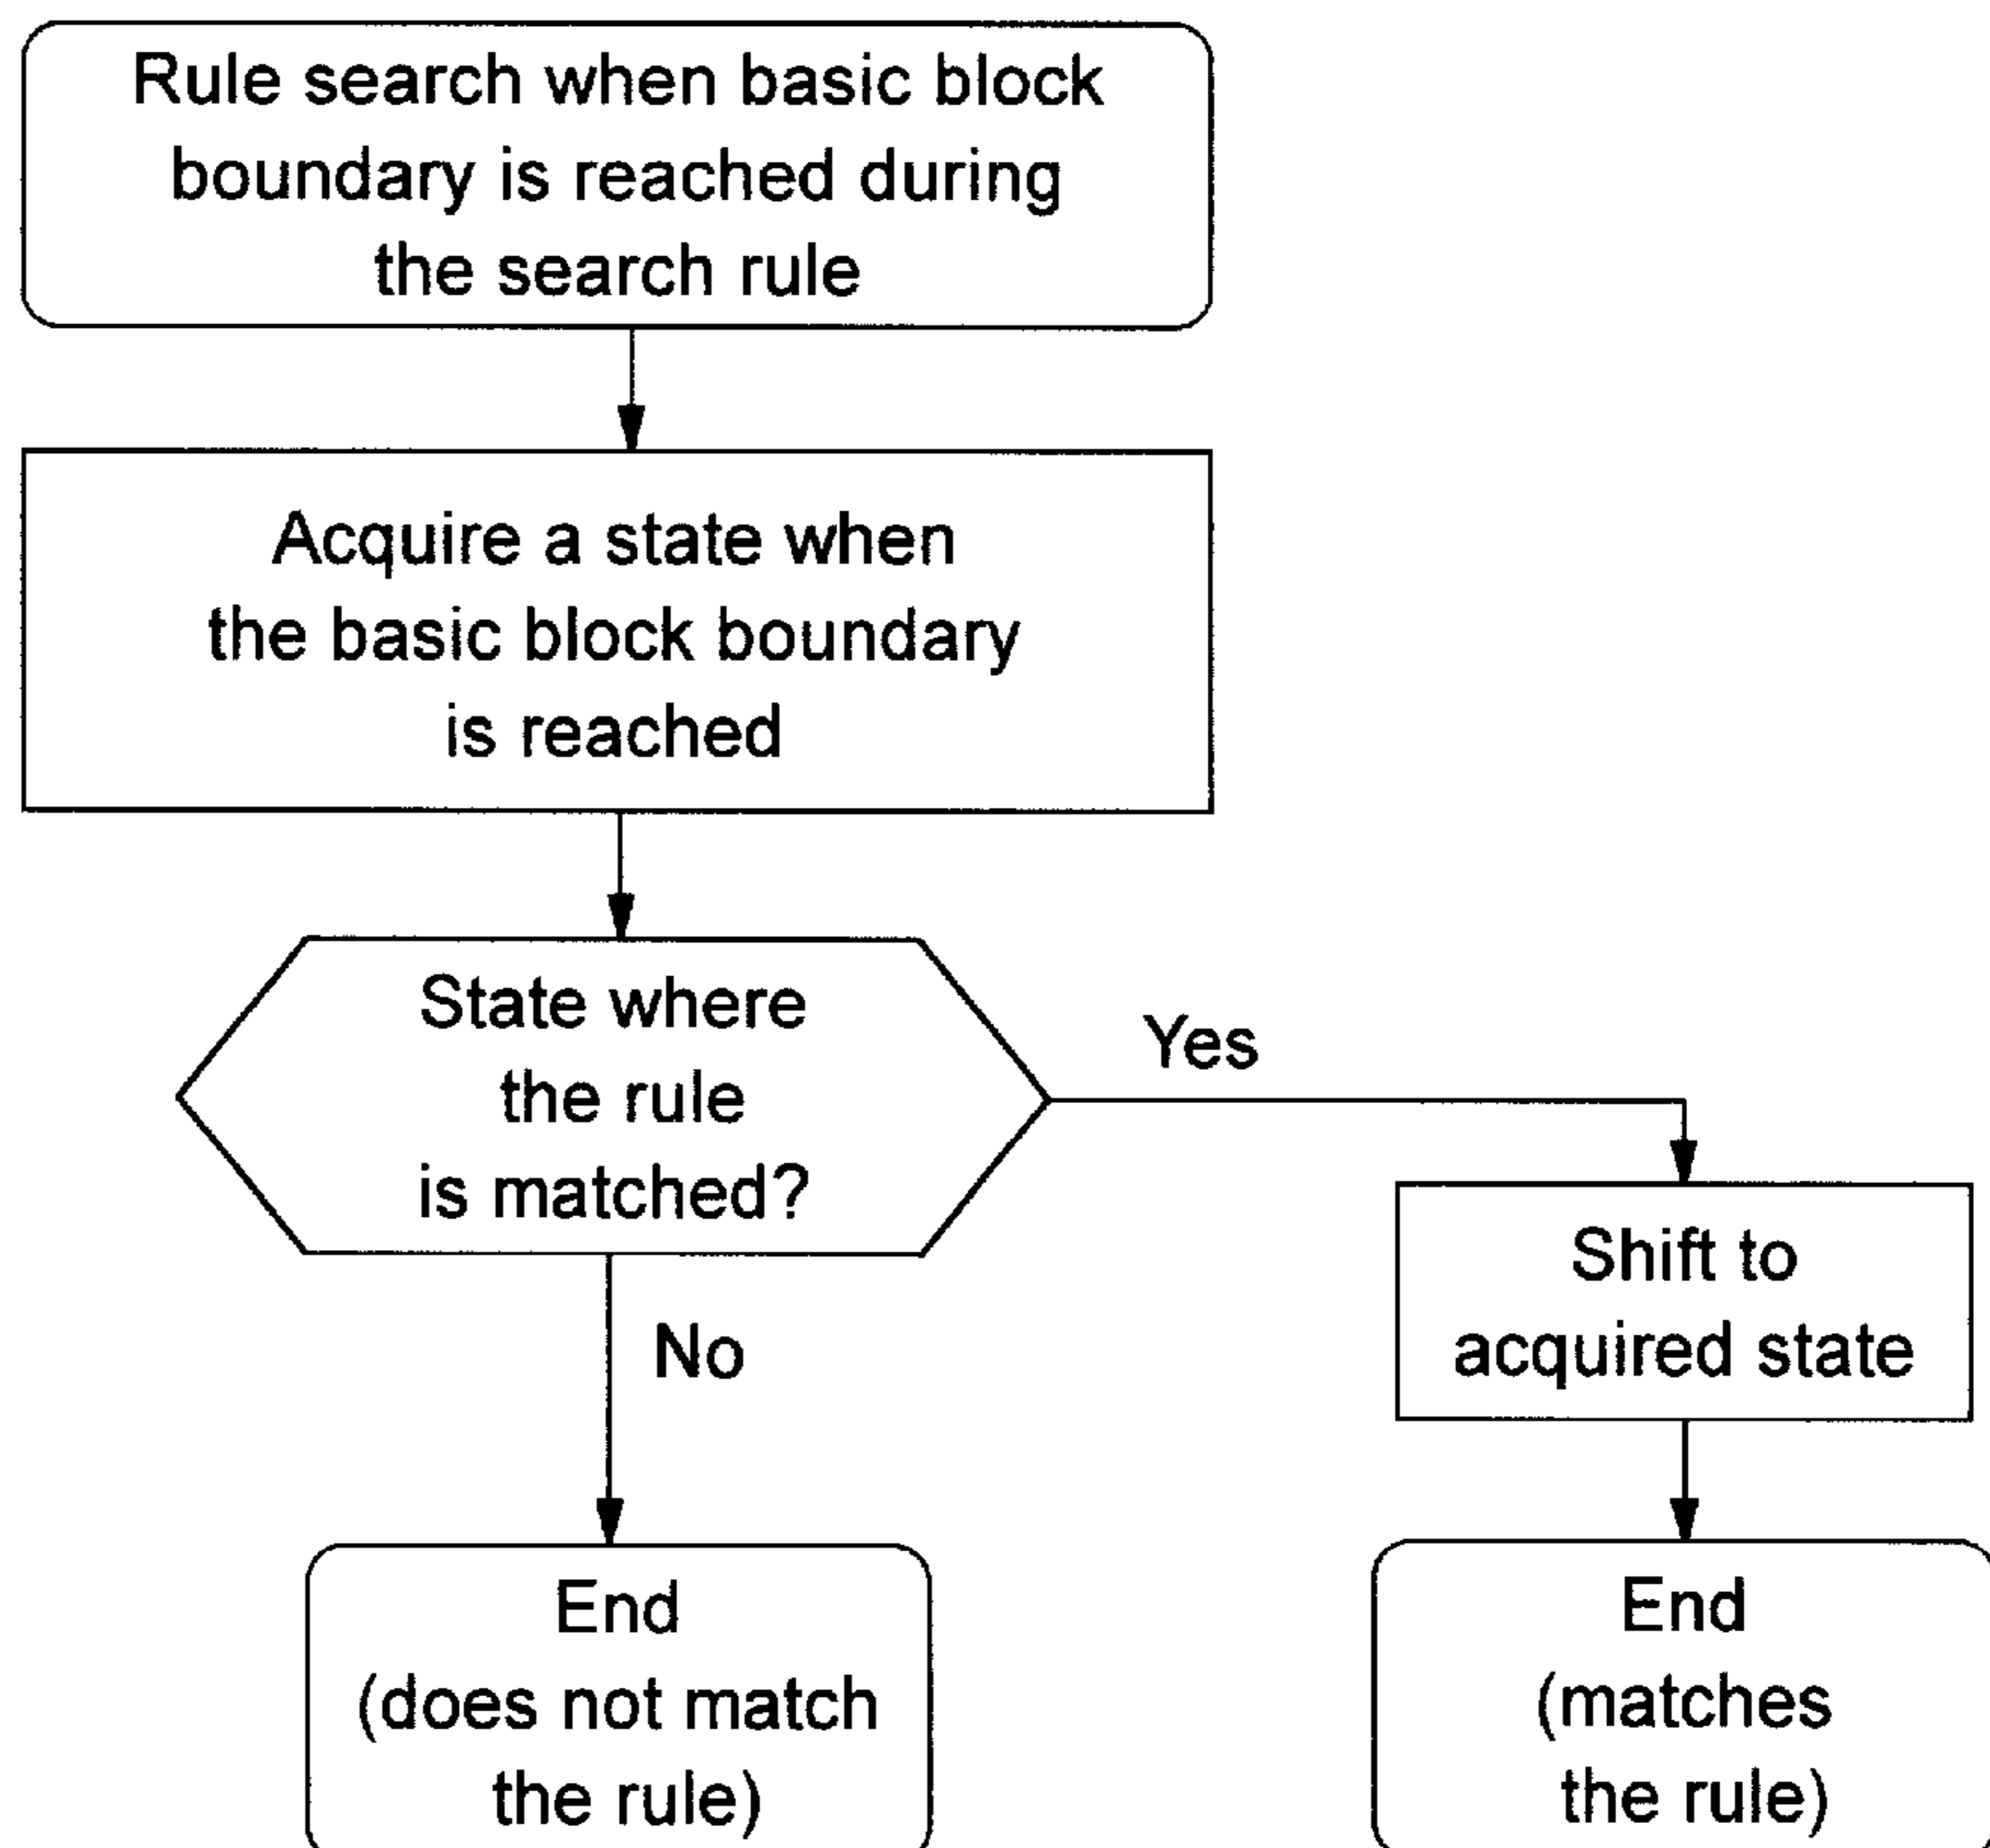 Rule search when basic block
boundary is reached during
the search rule
Acquire a state when
the basic block boundary
is reached
State where
the rule
is matched?
Yes
No
Shift to
acquired state
End
(does not match
the rule)
End
(matches
the rule)